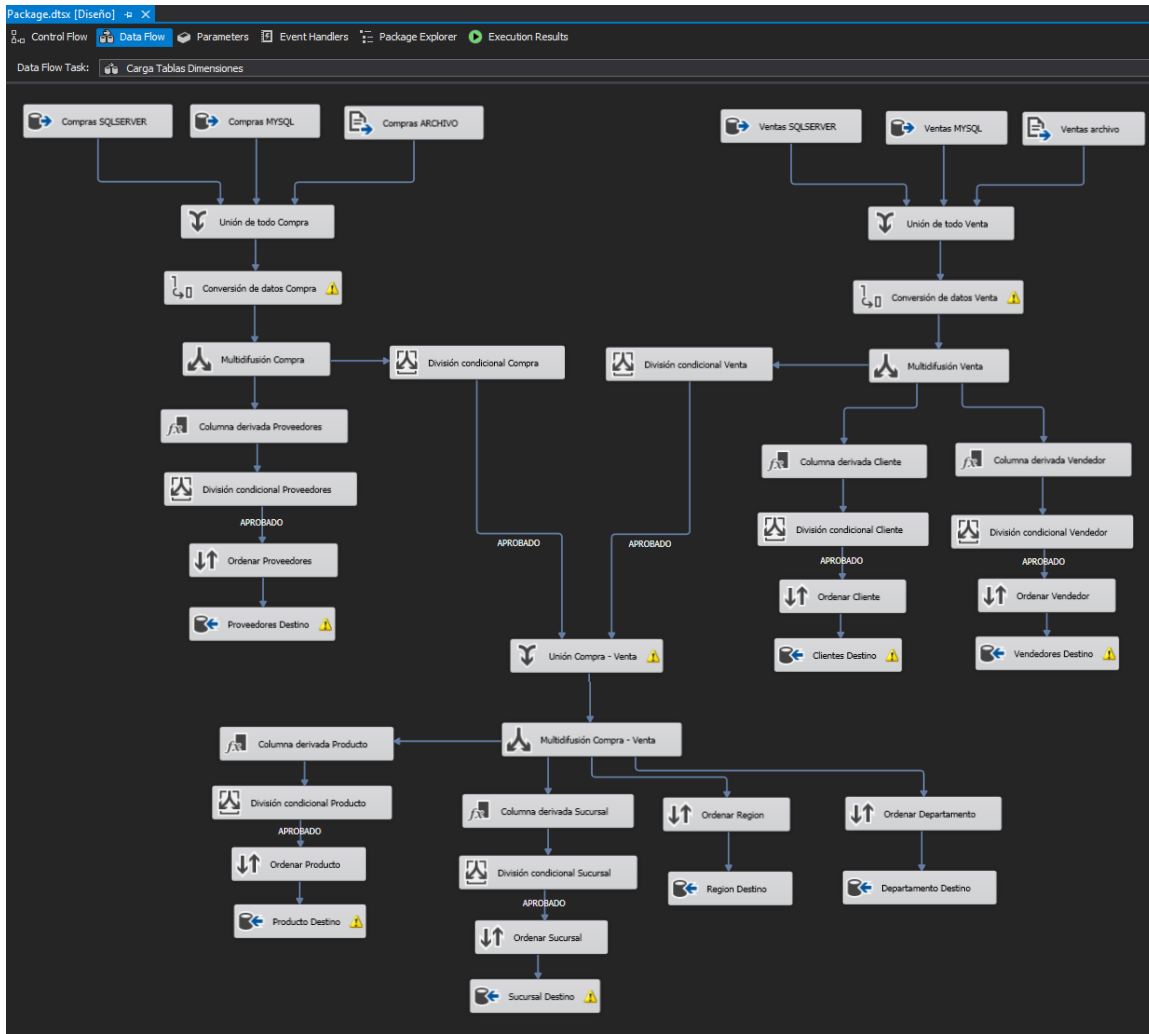 Package.dtsx [Diseño]
Control Flow Data Flow Parameters Event Handlers Package Explorer Execution Results
Data Flow Task: Carga Tablas Dimensiones
Compras SQLSERVER Compras MYSQL Compras ARCHIVO Ventas SQLSERVER Ventas MYSQL Ventas archivo
Unión de todo Compra Unión de todo Venta
Conversión de datos Compra Conversión de datos Venta
Multidifusión Compra División condicional Compra División condicional Venta Multidifusión Venta
Columna derivada Proveedores
Columna derivada Cliente Columna derivada Vendedor
División condicional Proveedores
APROBADO
División condicional Cliente División condicional Vendedor
APROBADO APROBADO
Ordenar Proveedores
APROBADO APROBADO
Ordenar Cliente Ordenar Vendedor
Proveedores Destino
Unión Compra - Venta Clientes Destino Vendedores Destino
Columna derivada Producto Multidifusión Compra - Venta
División condicional Producto Columna derivada Sucursal Ordenar Region Ordenar Departamento
APROBADO
Ordenar Producto División condicional Sucursal Region Destino Departamento Destino
APROBADO
Producto Destino Ordenar Sucursal
Sucursal Destino